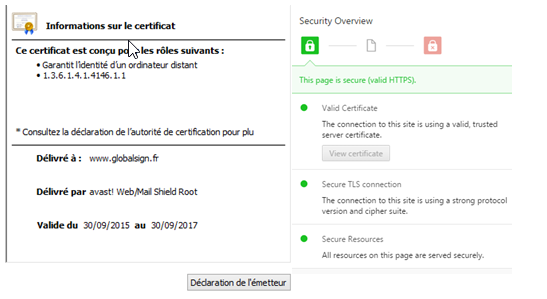 Informations sur le certificat
Ce certificat est conçu pour les rôles suivants :
• Garantit l'identité d'un ordinateur distant
• 1.3.6.1.4.1.4146.1.1
* Consultez la déclaration de l'autorité de certification pour plu
Délivré à : www.globalsign.fr
Délivré par avast! Web/Mail Shield Root
Valide du 30/09/2015 au 30/09/2017
Déclaration de l'émetteur
Security Overview
This page is secure (valid HTTPS).
Valid Certificate
The connection to this site is using a valid, trusted
server certificate.
View certificate
Secure TLS connection
The connection to this site is using a strong protocol
version and cipher suite.
Secure Resources
All resources on this page are served securely.